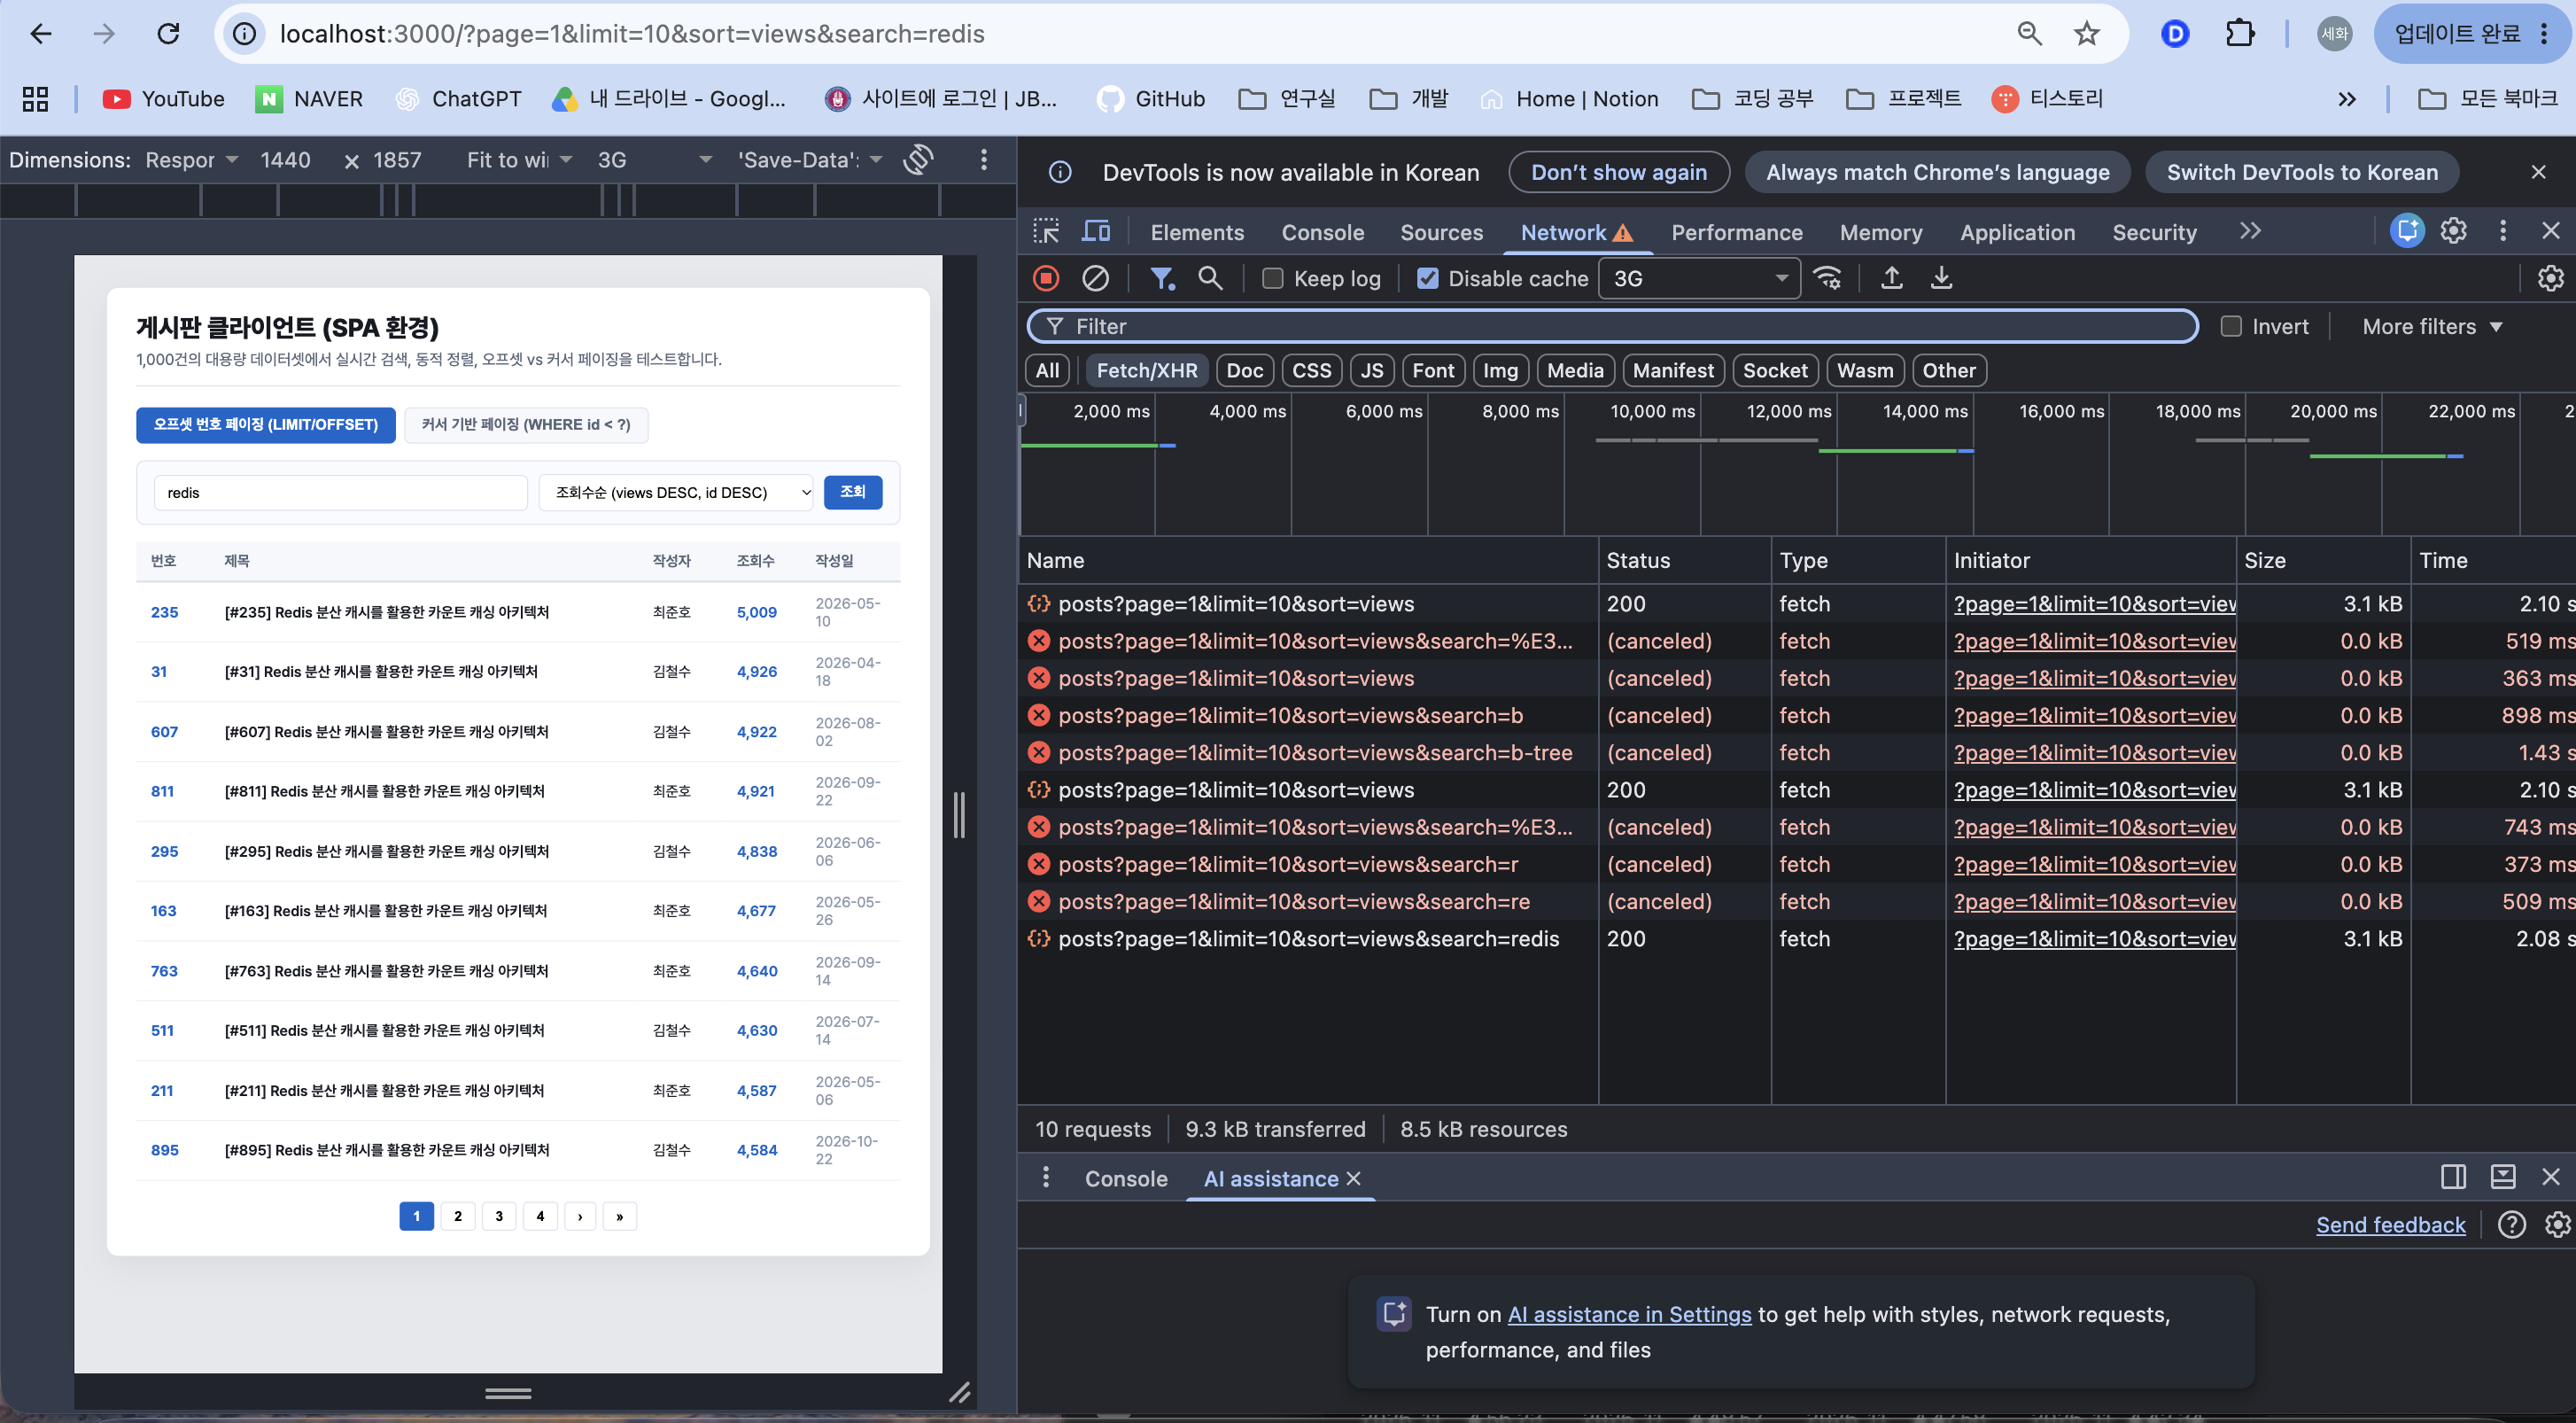 localhost:3000/?page=1&limit=10&sort=views&search=redis
D
세화
업데이트 완료
YouTube
N
NAVER
ChatGPT
내 드라이브 - Googl...
사이트에 로그인 | JB...
GitHub
연구실
개발
Home | Notion
코딩 공부
프로젝트
티스토리
모든 북마크
Dimensions: Respor 1440 × 1857 Fit to wi 3G 'Save-Data':
DevTools is now available in Korean
Don't show again
Always match Chrome's language
Switch DevTools to Korean
Elements Console Sources Network Performance Memory Application Security
Keep log Disable cache 3G
Filter
Invert
More filters
All Fetch/XHR Doc CSS JS Font Img Media Manifest Socket Wasm Other
2,000 ms 4,000 ms 6,000 ms 8,000 ms 10,000 ms 12,000 ms 14,000 ms 16,000 ms 18,000 ms 20,000 ms 22,000 ms 2
게시판 클라이언트 (SPA 환경)
1,000건의 대용량 데이터셋에서 실시간 검색, 동적 정렬, 오프셋 vs 커서 페이징을 테스트합니다.
오프셋 번호 페이징 (LIMIT/OFFSET)
커서 기반 페이징 (WHERE id < ?)
redis
조회수순 (views DESC, id DESC)
조회
번호 제목 작성자 조회수 작성일
235 [#235] Redis 분산 캐시를 활용한 카운트 캐싱 아키텍처 최준호 5,009 2026-05-
10
31 [#31] Redis 분산 캐시를 활용한 카운트 캐싱 아키텍처 김철수 4,926 2026-04-
18
607 [#607] Redis 분산 캐시를 활용한 카운트 캐싱 아키텍처 김철수 4,922 2026-08-
02
811 [#811] Redis 분산 캐시를 활용한 카운트 캐싱 아키텍처 최준호 4,921 2026-09-
22
295 [#295] Redis 분산 캐시를 활용한 카운트 캐싱 아키텍처 김철수 4,838 2026-06-
06
163 [#163] Redis 분산 캐시를 활용한 카운트 캐싱 아키텍처 최준호 4,677 2026-05-
26
763 [#763] Redis 분산 캐시를 활용한 카운트 캐싱 아키텍처 최준호 4,640 2026-09-
14
511 [#511] Redis 분산 캐시를 활용한 카운트 캐싱 아키텍처 김철수 4,630 2026-07-
14
211 [#211] Redis 분산 캐시를 활용한 카운트 캐싱 아키텍처 최준호 4,587 2026-05-
06
895 [#895] Redis 분산 캐시를 활용한 카운트 캐싱 아키텍처 김철수 4,584 2026-10-
22
1 2 3 4 › »
Name Status Type Initiator Size Time
posts?page=1&limit=10&sort=views 200 fetch ?page=1&limit=10&sort=view 3.1 kB 2.10 s
posts?page=1&limit=10&sort=views&search=%E3... (canceled) fetch ?page=1&limit=10&sort=view 0.0 kB 519 ms
posts?page=1&limit=10&sort=views (canceled) fetch ?page=1&limit=10&sort=view 0.0 kB 363 ms
posts?page=1&limit=10&sort=views&search=b (canceled) fetch ?page=1&limit=10&sort=view 0.0 kB 898 ms
posts?page=1&limit=10&sort=views&search=b-tree (canceled) fetch ?page=1&limit=10&sort=view 0.0 kB 1.43 s
posts?page=1&limit=10&sort=views 200 fetch ?page=1&limit=10&sort=view 3.1 kB 2.10 s
posts?page=1&limit=10&sort=views&search=%E3... (canceled) fetch ?page=1&limit=10&sort=view 0.0 kB 743 ms
posts?page=1&limit=10&sort=views&search=r (canceled) fetch ?page=1&limit=10&sort=view 0.0 kB 373 ms
posts?page=1&limit=10&sort=views&search=re (canceled) fetch ?page=1&limit=10&sort=view 0.0 kB 509 ms
posts?page=1&limit=10&sort=views&search=redis 200 fetch ?page=1&limit=10&sort=view 3.1 kB 2.08 s
10 requests 9.3 kB transferred 8.5 kB resources
Console AI assistance
Send feedback
Turn on AI assistance in Settings to get help with styles, network requests,
performance, and files